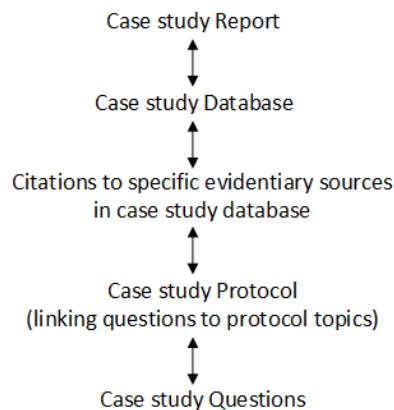 Case study Report
Case study Database
Citations to specific evidentiary sources
in case study database
Case study Protocol
(linking questions to protocol topics)
Case study Questions